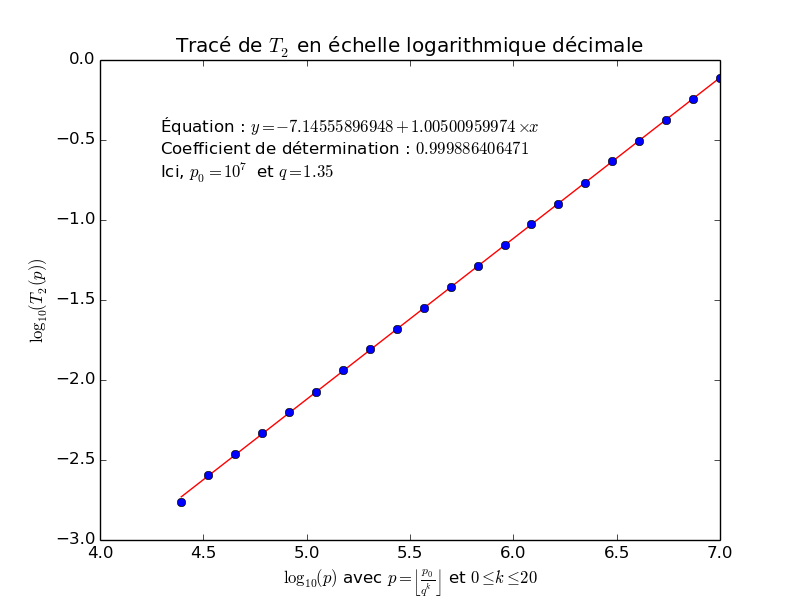 Tracé de T₂ en échelle logarithmique décimale
0.0
Équation : y=−7.14555896948+1.00500959974×x
Coefficient de détermination : 0.999886406471
Ici, p₀=10⁷ et q=1.35
−0.5
−1.0
−1.5
−2.0
−2.5
−3.0
log₁₀(T₂(p))
4.0 4.5 5.0 5.5 6.0 6.5 7.0
log₁₀(p) avec p=⌊p₀/qᵏ⌋ et 0≤k≤20